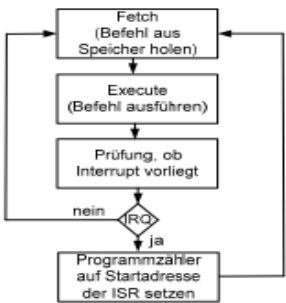 Fetch
(Befehl aus
Speicher holen)
Execute
(Befehl ausführen)
Prüfung, ob
Interrupt vorliegt
nein
IRQ
ja
Programmzähler
auf Startadresse
der ISR setzen